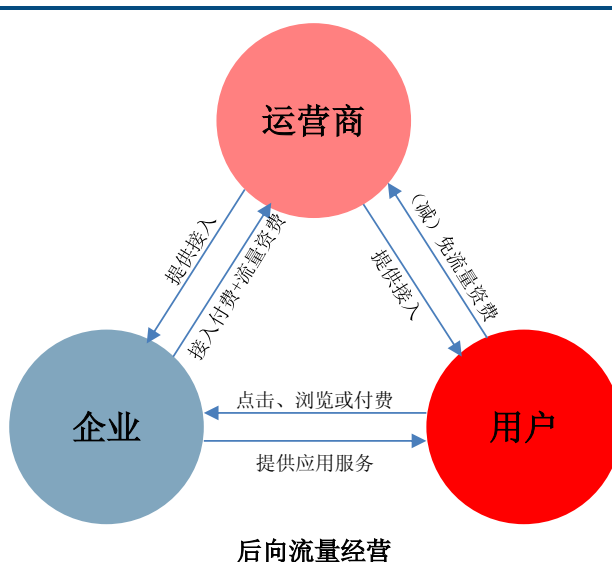 运营商
提供接入
接入付费+流量资费
提供接入
（减）免流量资费
点击、浏览或付费
企业
用户
提供应用服务
后向流量经营